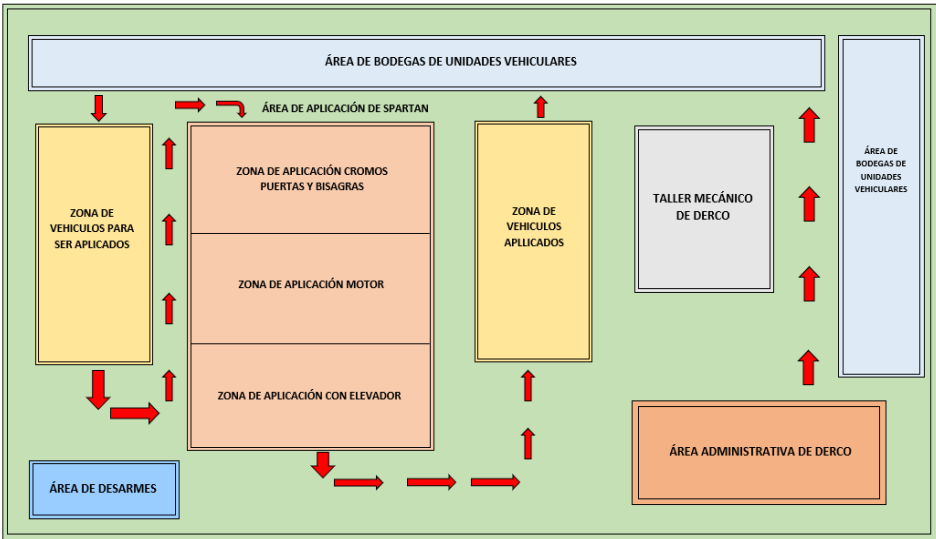 ÁREA DE BODEGAS DE UNIDADES VEHICULARES
ÁREA DE APLICACIÓN DE SPARTAN
ZONA DE
VEHICULOS PARA
SER APLICADOS
ZONA DE APLICACIÓN CROMOS
PUERTAS Y BISAGRAS
ZONA DE APLICACIÓN MOTOR
ZONA DE APLICACIÓN CON ELEVADOR
ZONA DE
VEHICULOS
APLLICADOS
TALLER MECÁNICO
DE DERCO
ÁREA DE
BODEGAS DE
UNIDADES
VEHICULARES
ÁREA DE DESARMES
ÁREA ADMINISTRATIVA DE DERCO